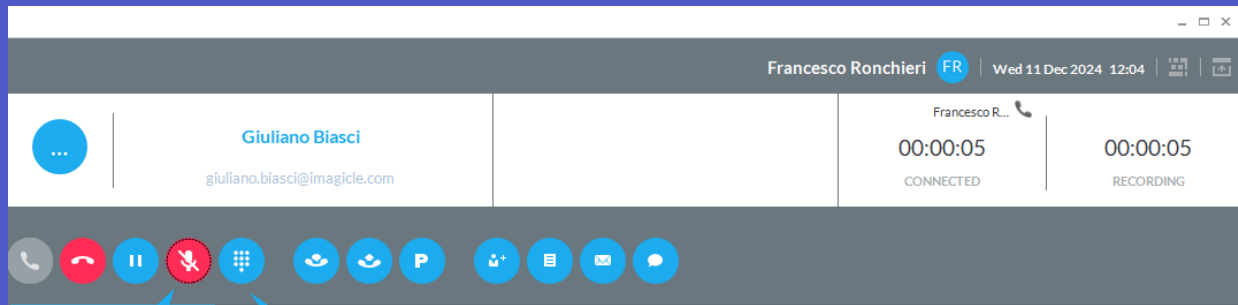 Francesco Ronchieri FR Wed 11 Dec 2024 12:04
Francesco R...
... Giuliano Biasci 00:00:05 00:00:05
giuliano.biasci@imagicle.com CONNECTED RECORDING
P